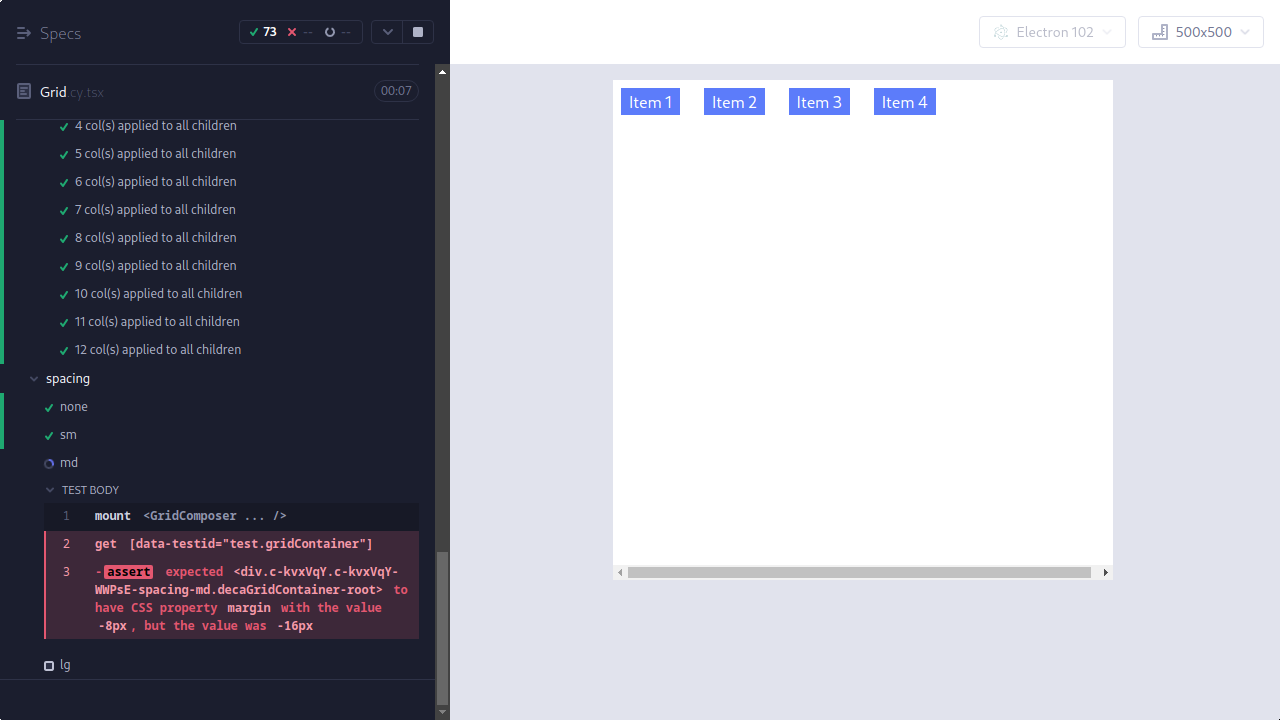 Specs
73
--
--
Electron 102
500x500
Grid.cy.tsx
00:07
4 col(s) applied to all children
5 col(s) applied to all children
6 col(s) applied to all children
7 col(s) applied to all children
8 col(s) applied to all children
9 col(s) applied to all children
10 col(s) applied to all children
11 col(s) applied to all children
12 col(s) applied to all children
spacing
none
sm
md
TEST BODY
1 mount <GridComposer ... />
2 get [data-testid="test.gridContainer"]
3 -assert expected <div.c-kvxVqY.c-kvxVqY-
WWPsE-spacing-md.decaGridContainer-root> to
have CSS property margin with the value
-8px, but the value was -16px
lg
Item 1
Item 2
Item 3
Item 4